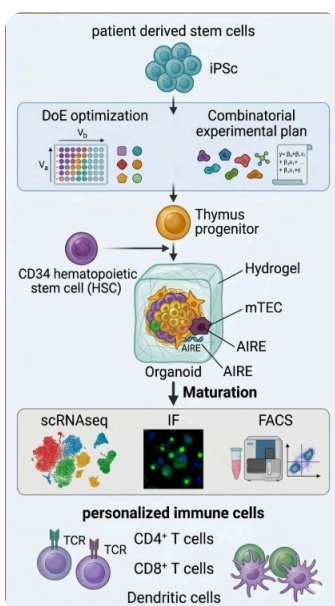 patient derived stem cells
iPSc
DoE optimization
Vb
Va
Combinatorial
experimental plan
Thymus
progenitor
CD34 hematopoietic
stem cell (HSC)
Hydrogel
mTEC
AIRE
AIRE
AIRE
Organoid
Maturation
scRNAseq
IF
FACS
personalized immune cells
TCR
TCR
CD4⁺ T cells
CD8⁺ T cells
Dendritic cells